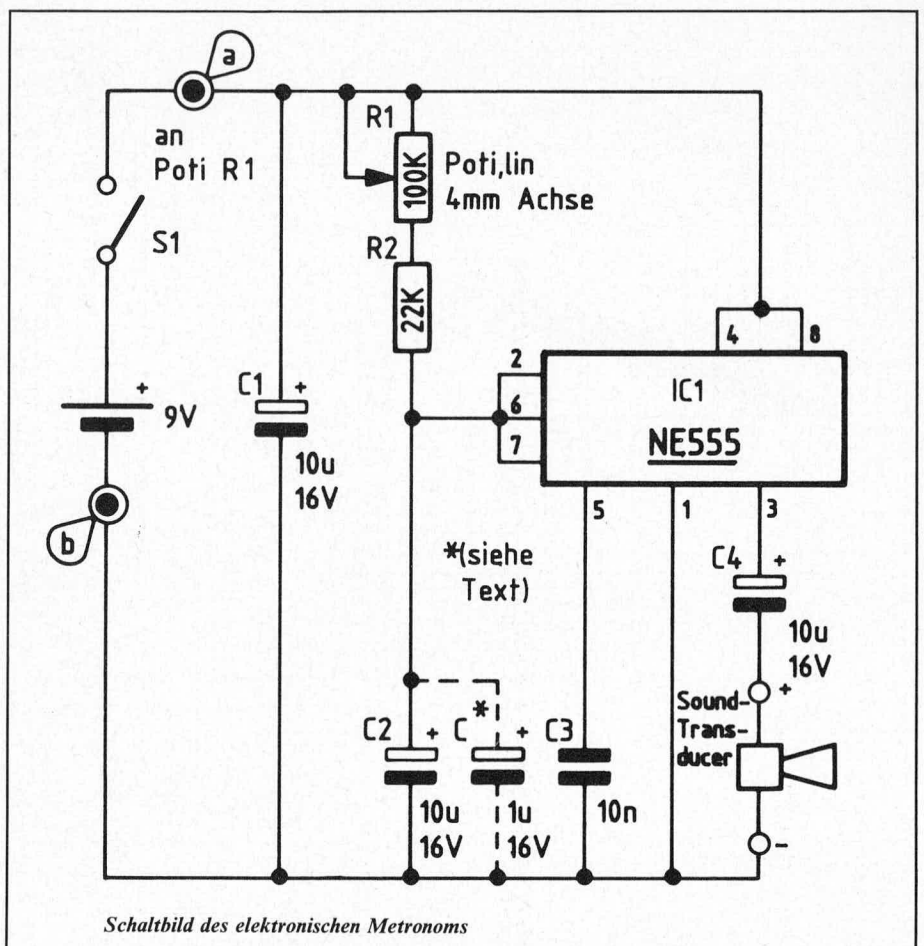 a
an
Poti R1
S1
+
9V
b
C1 +
10u
16V
R1
100K
Poti,lin
4mm Achse
R2
22K
2
6
7
4
8
IC1
NE555
5
1
3
*(siehe
Text)
C2 +
10u
16V
C * +
1u
16V
C3
10n
C4 +
10u
16V
Sound-
Trans-
ducer
+
-
Schaltbild des elektronischen Metronoms